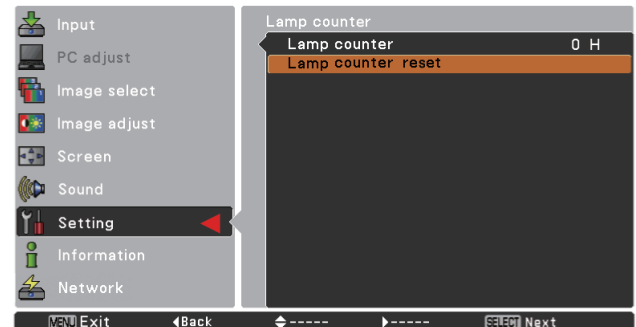 Input
PC adjust
Image select
Image adjust
Screen
Sound
Setting
Information
Network
Lamp counter
Lamp counter 0 H
Lamp counter reset
MENU Exit ◀Back ◆----- ▶----- SELECT Next